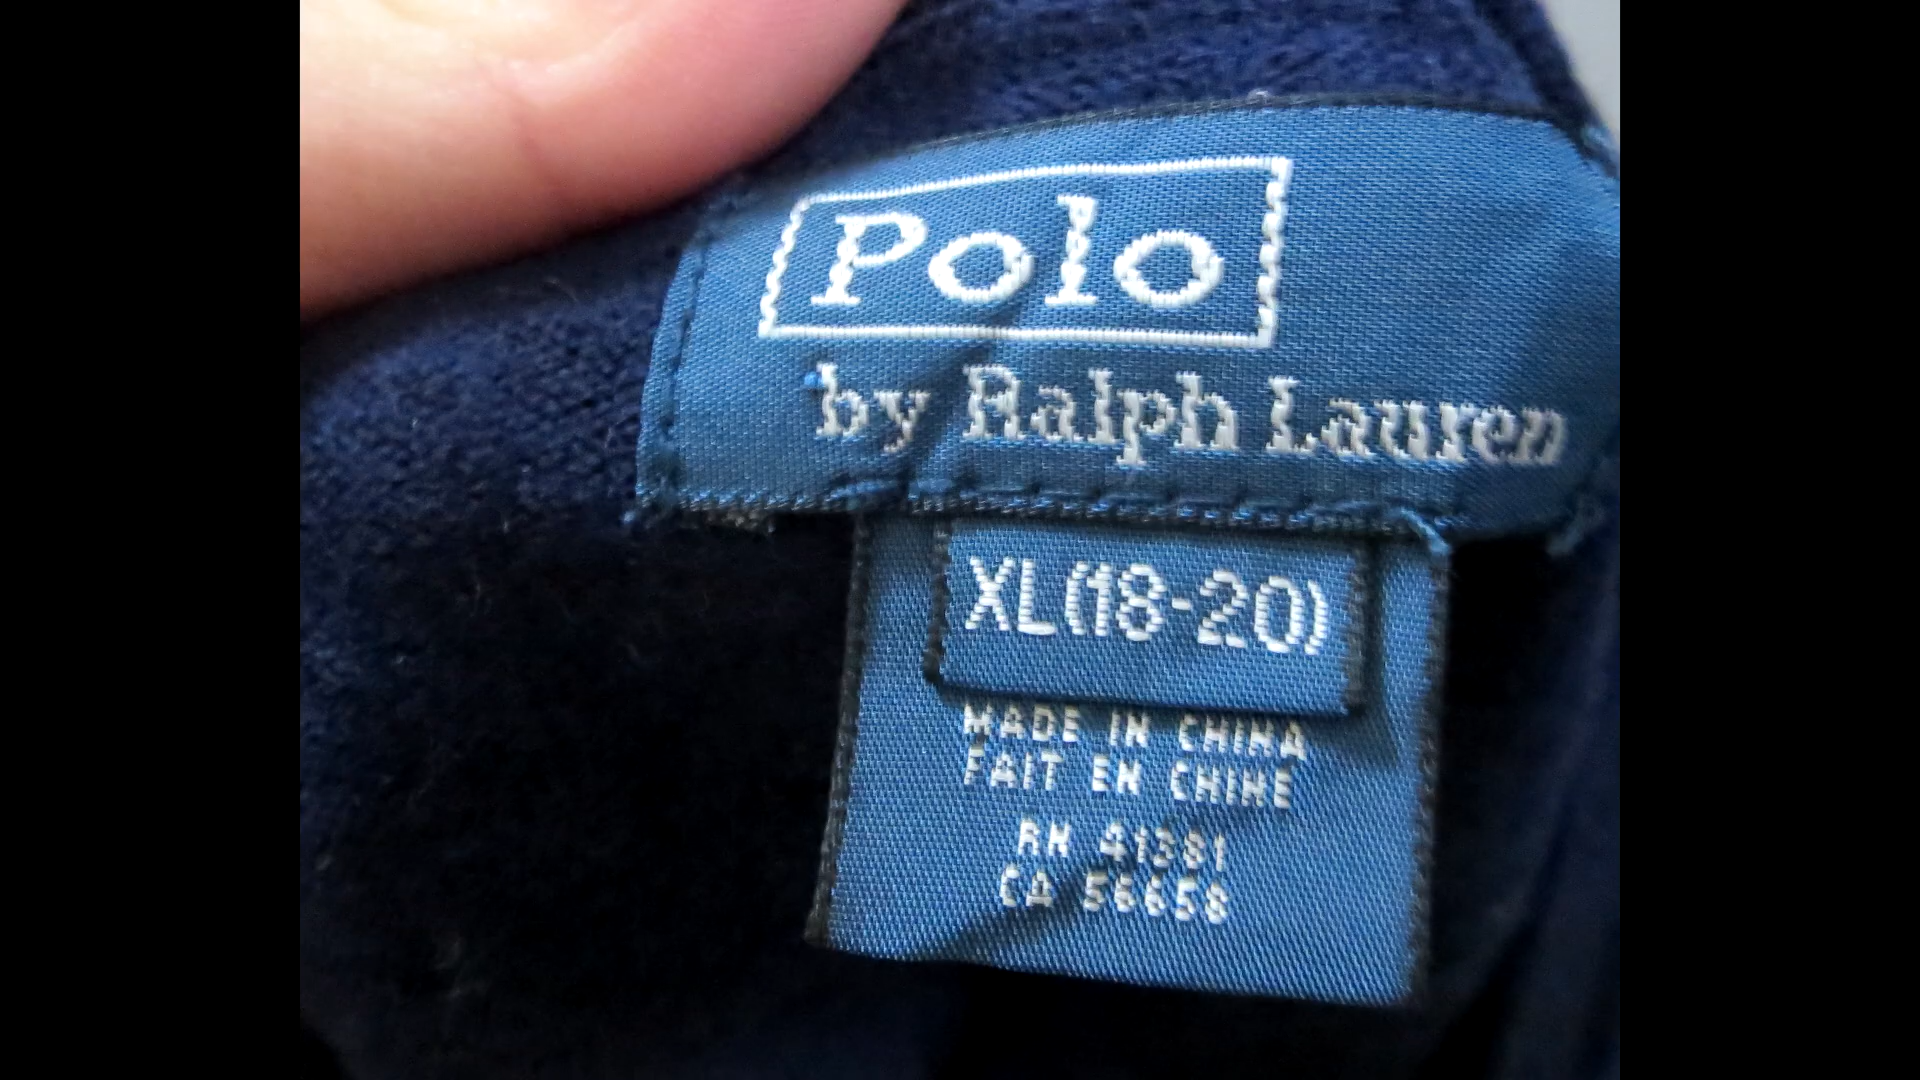 Polo
by Ralph Lauren
XL(18-20)
MADE IN CHINA
FAIT EN CHINE
RN 41381
CA 56658